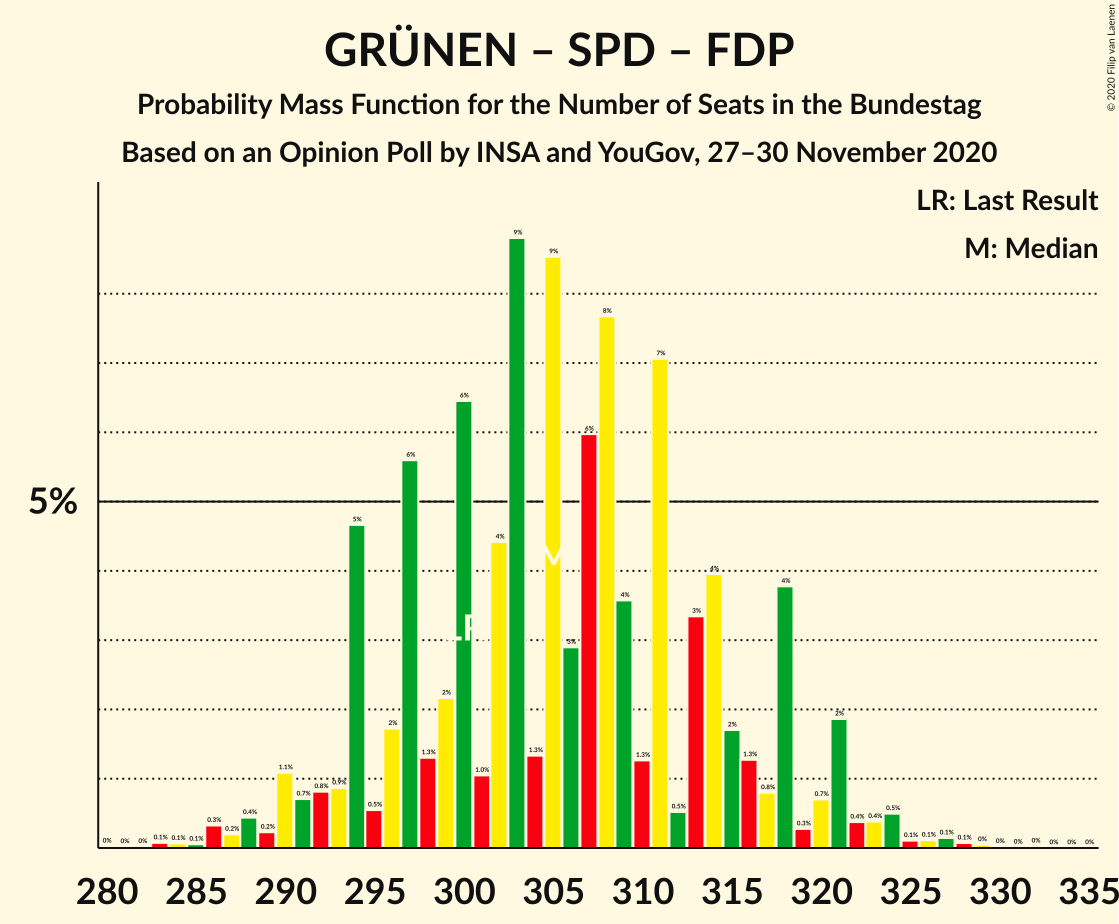 GRÜNEN – SPD – FDP
Probability Mass Function for the Number of Seats in the Bundestag
Based on an Opinion Poll by INSA and YouGov, 27–30 November 2020
© 2020 Filip van Laenen
LR: Last Result
M: Median
5%
0% 0% 0% 0.1% 0.1% 0.1% 0.3% 0.2% 0.4% 0.2% 1.1% 0.7% 0.8% 0.9% 5% 0.5% 2% 6% 1.3% 2% 6% 1.0% 4% 9% 1.3% 9% 3% 6% 8% 4% 1.3% 7% 0.5% 3% 4% 2% 1.3% 0.8% 4% 0.3% 0.7% 2% 0.4% 0.4% 0.5% 0.1% 0.1% 0.1% 0.1% 0% 0% 0% 0% 0% 0% 0%
LR
M
280 285 290 295 300 305 310 315 320 325 330 335